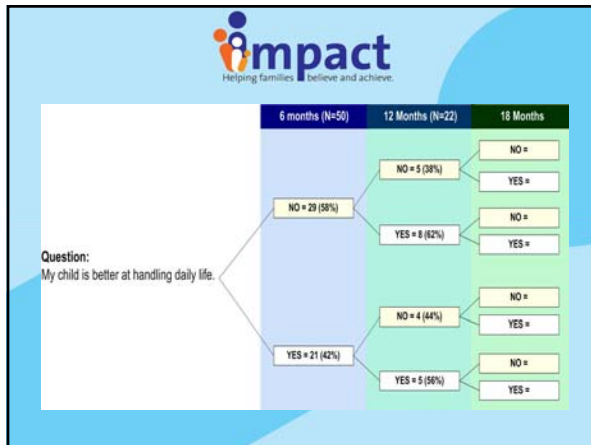 impact
Helping families believe and achieve.
6 months (N=50)
12 Months (N=22)
18 Months
Question:
My child is better at handling daily life.
NO = 29 (58%)
YES = 21 (42%)
NO = 5 (38%)
YES = 8 (62%)
NO = 4 (44%)
YES = 5 (56%)
NO =
YES =
NO =
YES =
NO =
YES =
NO =
YES =